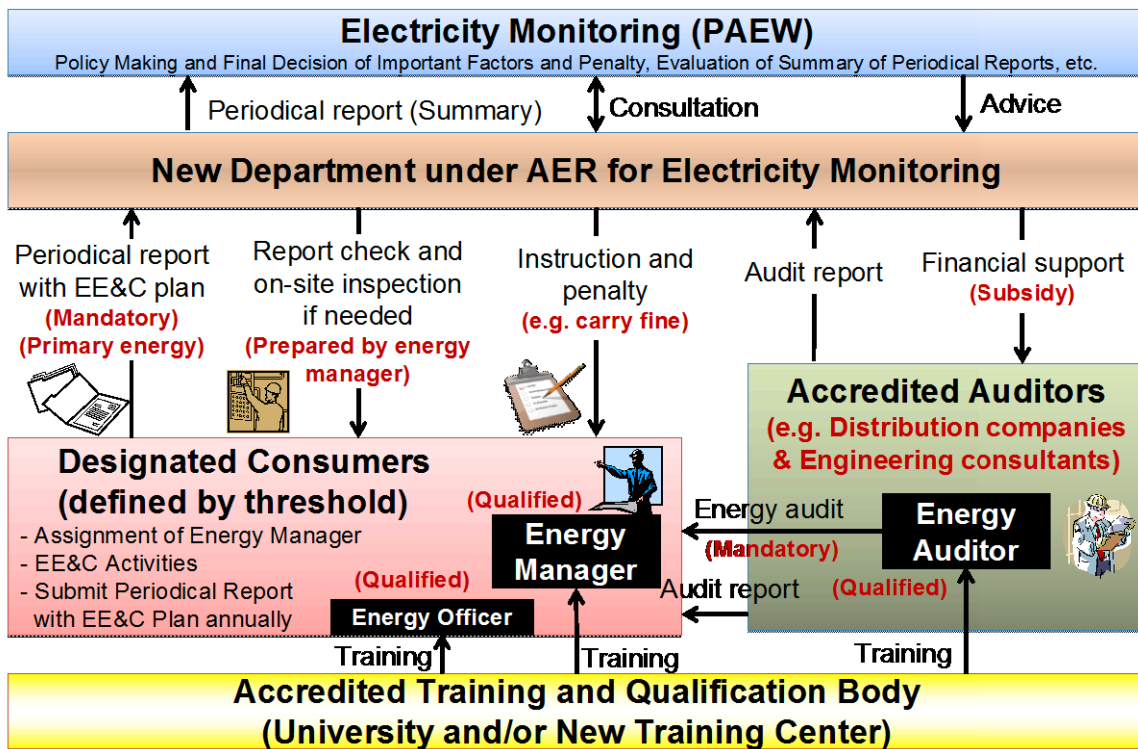 Electricity Monitoring (PAEW)
Policy Making and Final Decision of Important Factors and Penalty, Evaluation of Summary of Periodical Reports, etc.
Periodical report (Summary)
Consultation
Advice
New Department under AER for Electricity Monitoring
Periodical report
with EE&C plan
(Mandatory)
(Primary energy)
Report check and
on-site inspection
if needed
(Prepared by energy
manager)
Instruction and
penalty
(e.g. carry fine)
Audit report
Financial support
(Subsidy)
Designated Consumers
(defined by threshold)
- Assignment of Energy Manager
- EE&C Activities
- Submit Periodical Report
with EE&C Plan annually
(Qualified)
Energy
Manager
(Qualified)
Energy Officer
Accredited Auditors
(e.g. Distribution companies
& Engineering consultants)
Energy audit
(Mandatory)
Energy
Auditor
(Qualified)
Audit report
Training
Training
Training
Accredited Training and Qualification Body
(University and/or New Training Center)